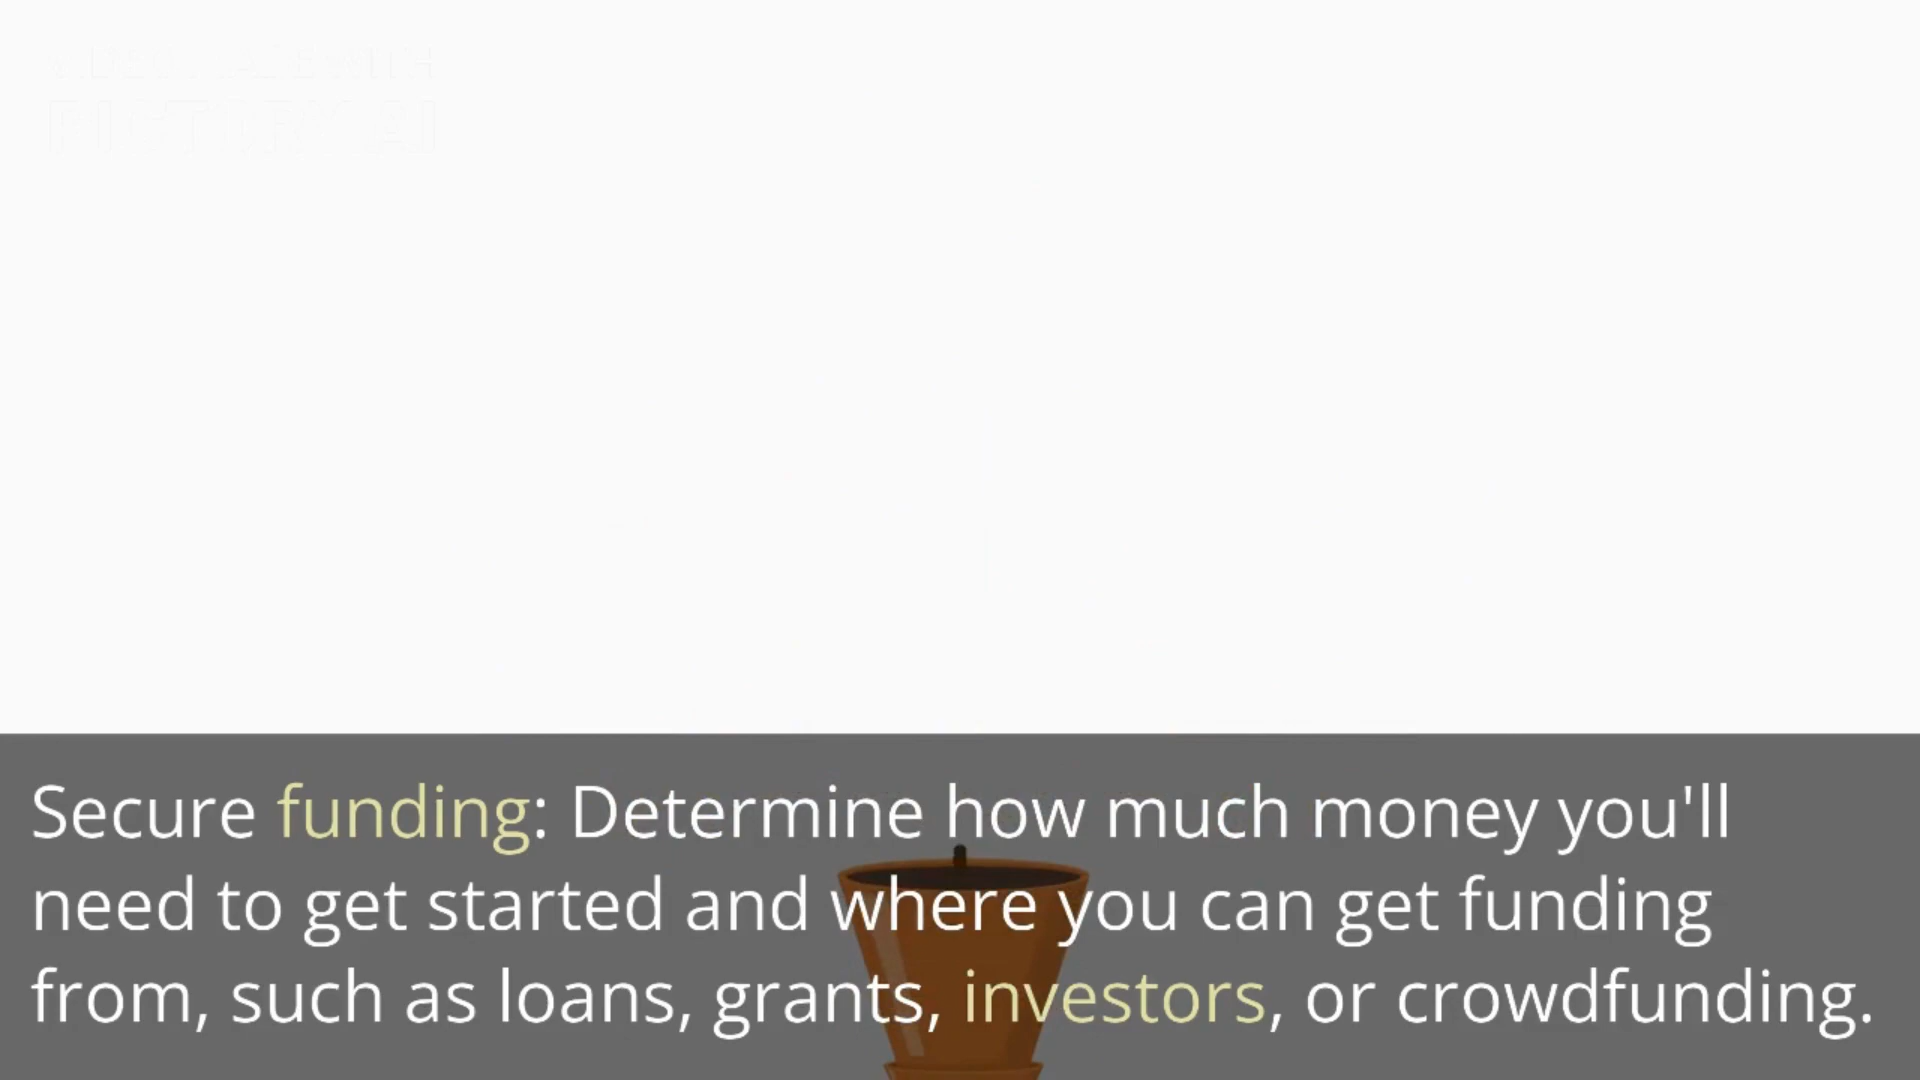 Secure funding: Determine how much money you'll
need to get started and where you can get funding
from, such as loans, grants, investors, or crowdfunding.